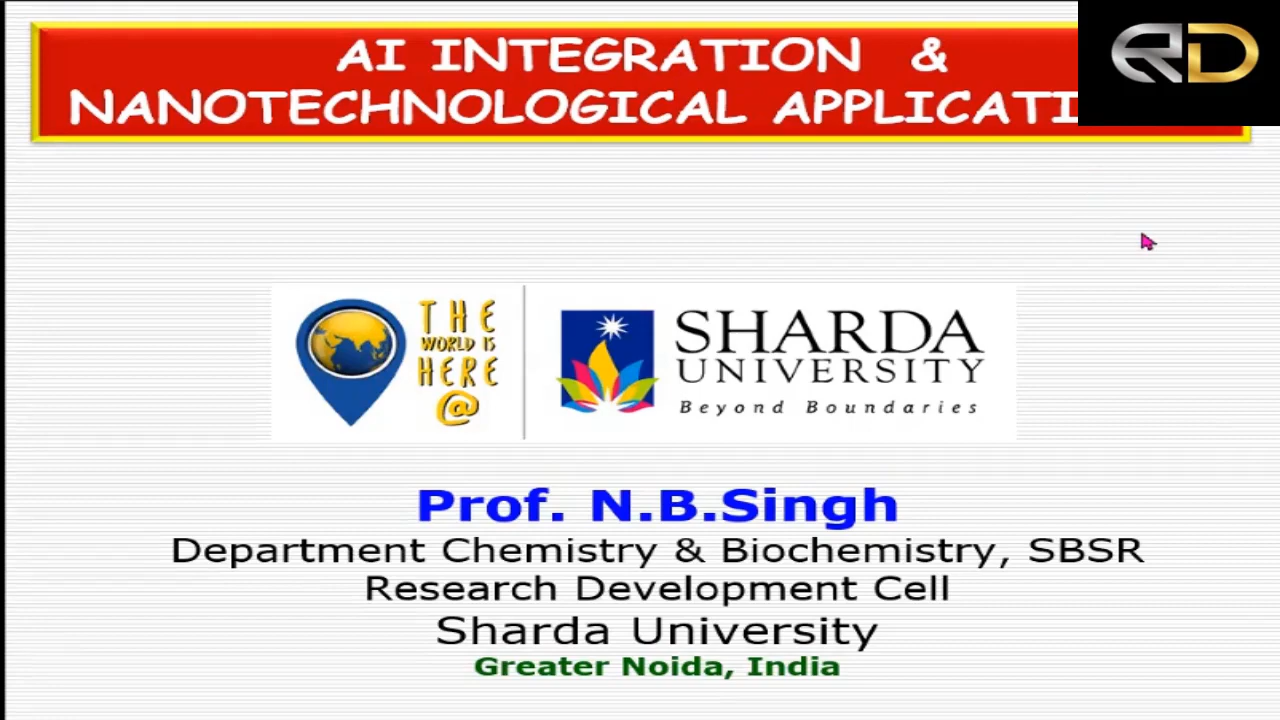 AI INTEGRATION &
NANOTECHNOLOGICAL
RD
THE
WORLD IS
HERE
@
SHARDA
UNIVERSITY
Beyond Boundaries
Prof. N.B.Singh
Department Chemistry & Biochemistry, SBSR
Research Development Cell
Sharda University
Greater Noida, India